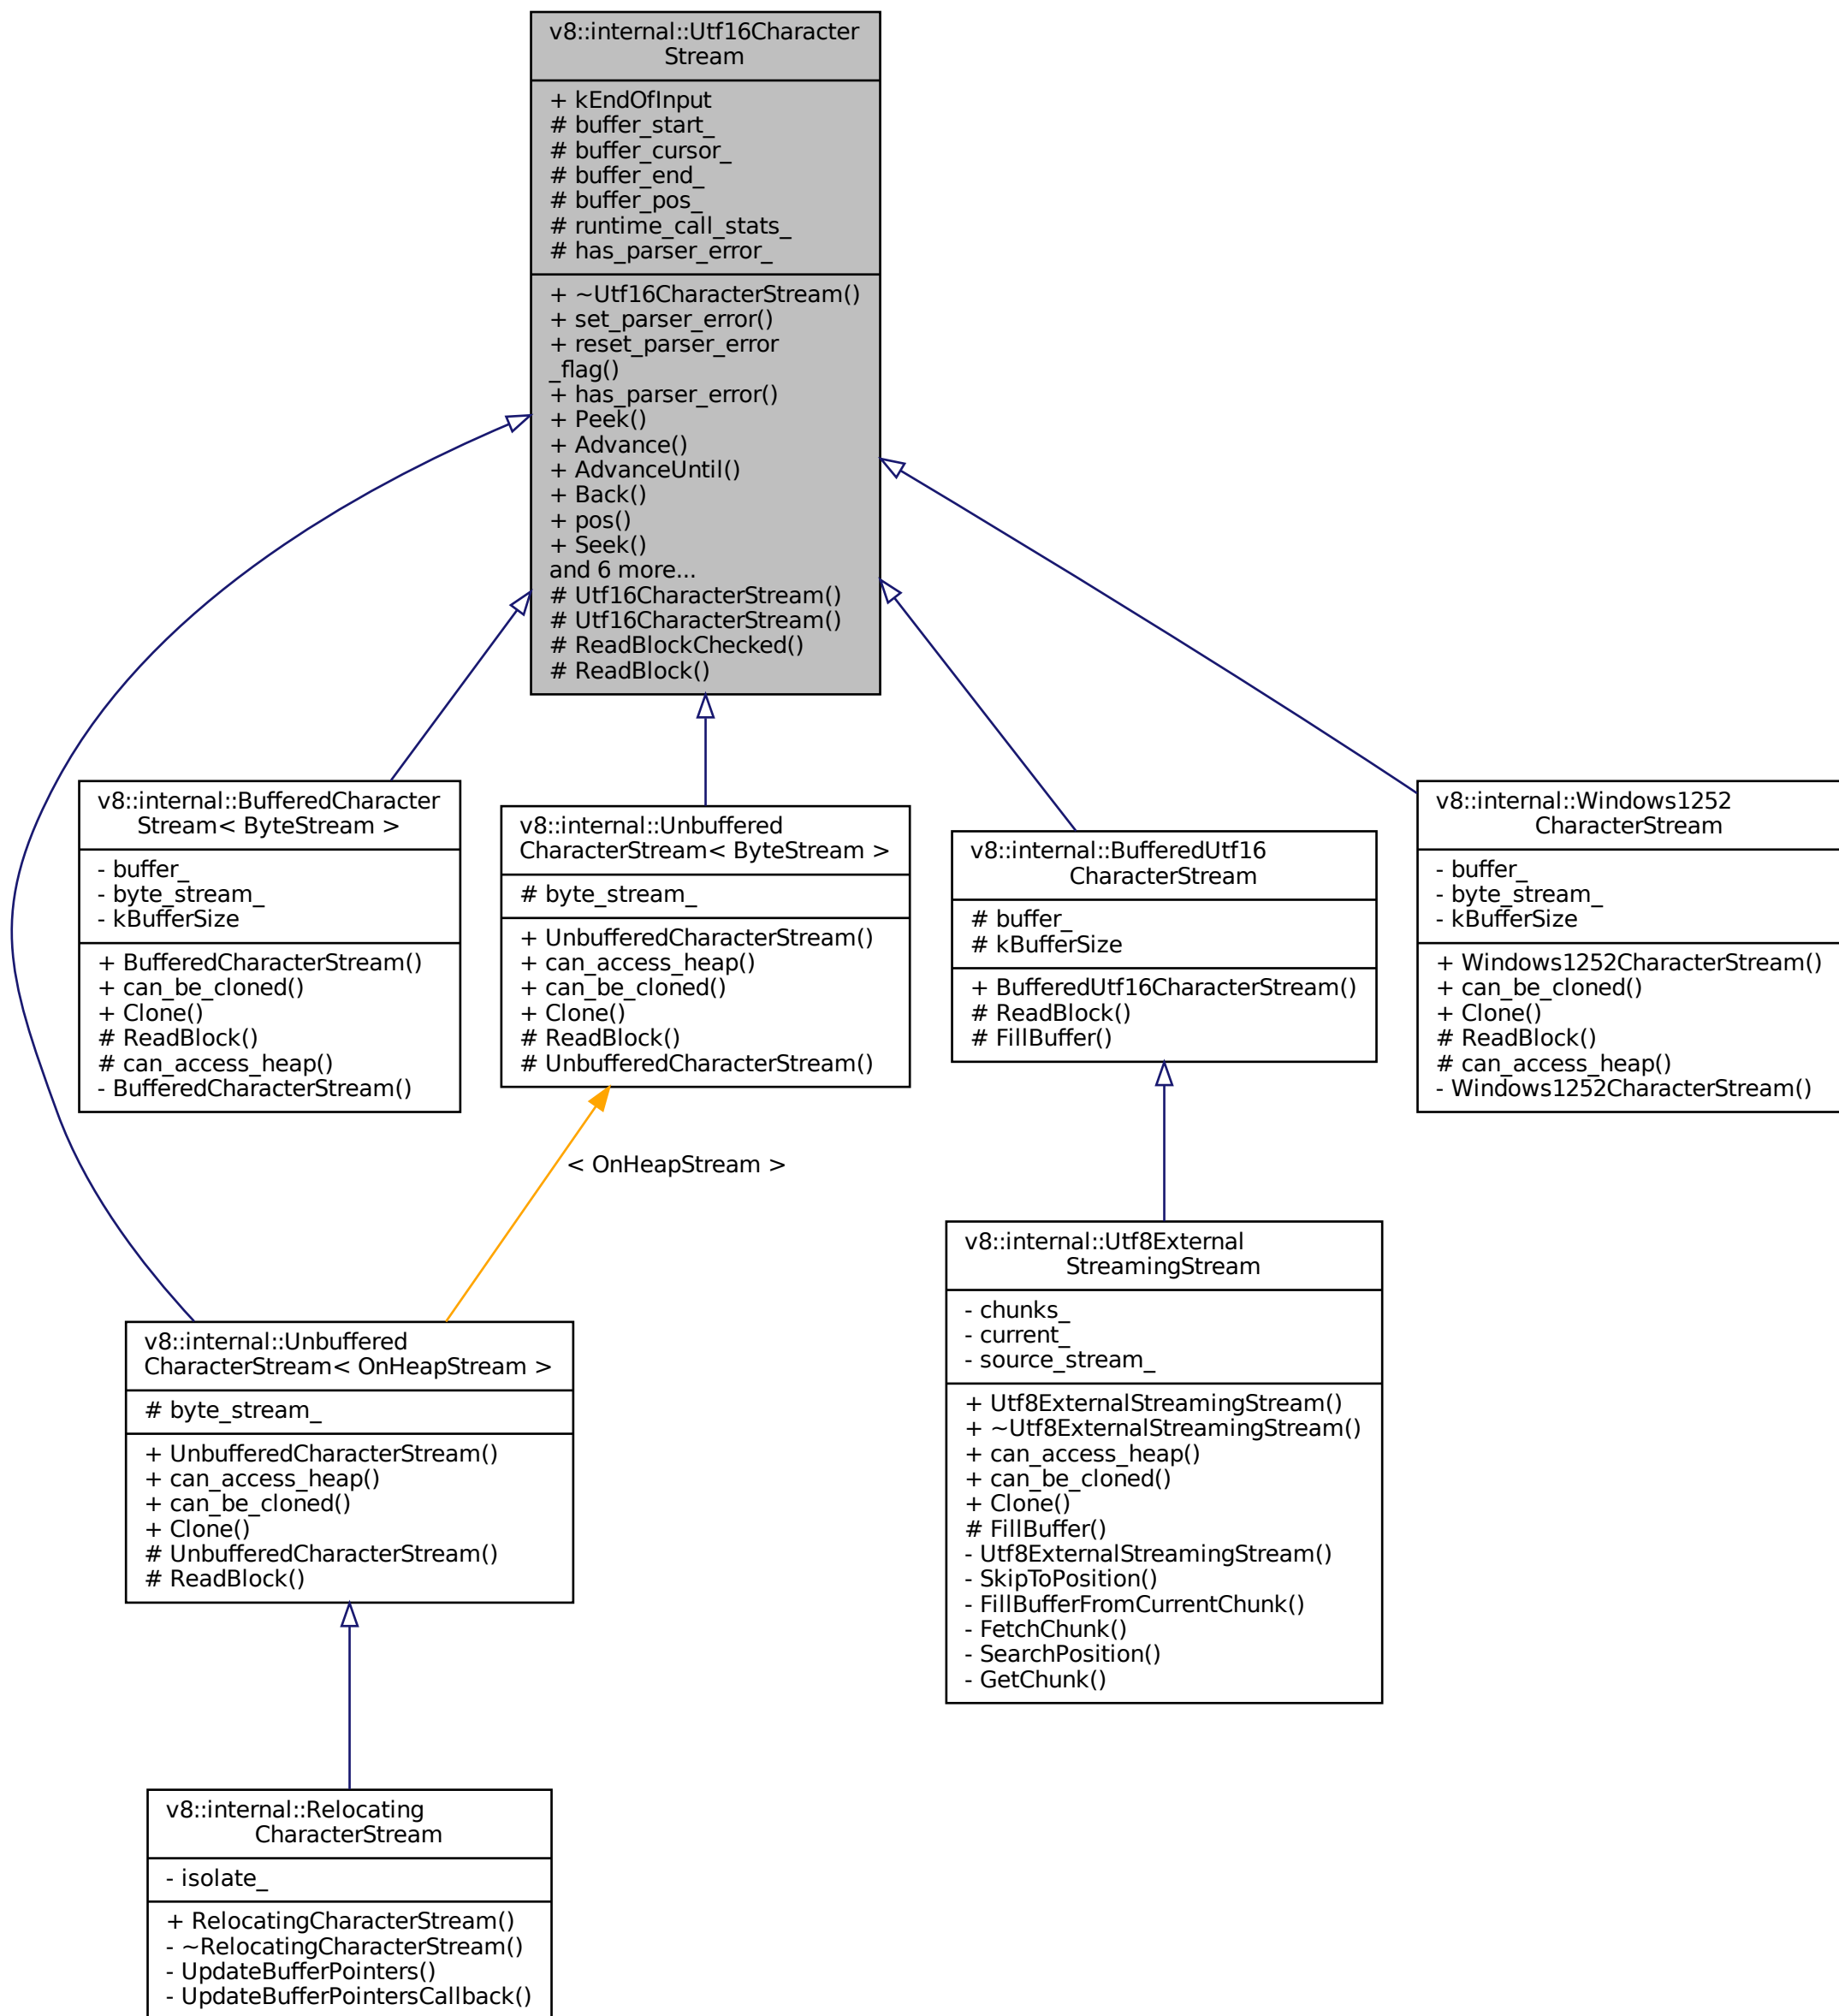 v8::internal::Utf16Character
Stream
+ kEndOfInput
# buffer_start_
# buffer_cursor_
# buffer_end_
# buffer_pos_
# runtime_call_stats_
# has_parser_error_
+ ~Utf16CharacterStream()
+ set_parser_error()
+ reset_parser_error
_flag()
+ has_parser_error()
+ Peek()
+ Advance()
+ AdvanceUntil()
+ Back()
+ pos()
+ Seek()
and 6 more...
# Utf16CharacterStream()
# Utf16CharacterStream()
# ReadBlockChecked()
# ReadBlock()
v8::internal::BufferedCharacter
Stream< ByteStream >
- buffer_
- byte_stream_
- kBufferSize
+ BufferedCharacterStream()
+ can_be_cloned()
+ Clone()
# ReadBlock()
# can_access_heap()
- BufferedCharacterStream()
v8::internal::Unbuffered
CharacterStream< ByteStream >
# byte_stream_
+ UnbufferedCharacterStream()
+ can_access_heap()
+ can_be_cloned()
+ Clone()
# ReadBlock()
# UnbufferedCharacterStream()
v8::internal::BufferedUtf16
CharacterStream
# buffer_
# kBufferSize
+ BufferedUtf16CharacterStream()
# ReadBlock()
# FillBuffer()
v8::internal::Windows1252
CharacterStream
- buffer_
- byte_stream_
- kBufferSize
+ Windows1252CharacterStream()
+ can_be_cloned()
+ Clone()
# ReadBlock()
# can_access_heap()
- Windows1252CharacterStream()
< OnHeapStream >
v8::internal::Unbuffered
CharacterStream< OnHeapStream >
# byte_stream_
+ UnbufferedCharacterStream()
+ can_access_heap()
+ can_be_cloned()
+ Clone()
# UnbufferedCharacterStream()
# ReadBlock()
v8::internal::Utf8External
StreamingStream
- chunks_
- current_
- source_stream_
+ Utf8ExternalStreamingStream()
+ ~Utf8ExternalStreamingStream()
+ can_access_heap()
+ can_be_cloned()
+ Clone()
# FillBuffer()
- Utf8ExternalStreamingStream()
- SkipToPosition()
- FillBufferFromCurrentChunk()
- FetchChunk()
- SearchPosition()
- GetChunk()
v8::internal::Relocating
CharacterStream
- isolate_
+ RelocatingCharacterStream()
- ~RelocatingCharacterStream()
- UpdateBufferPointers()
- UpdateBufferPointersCallback()